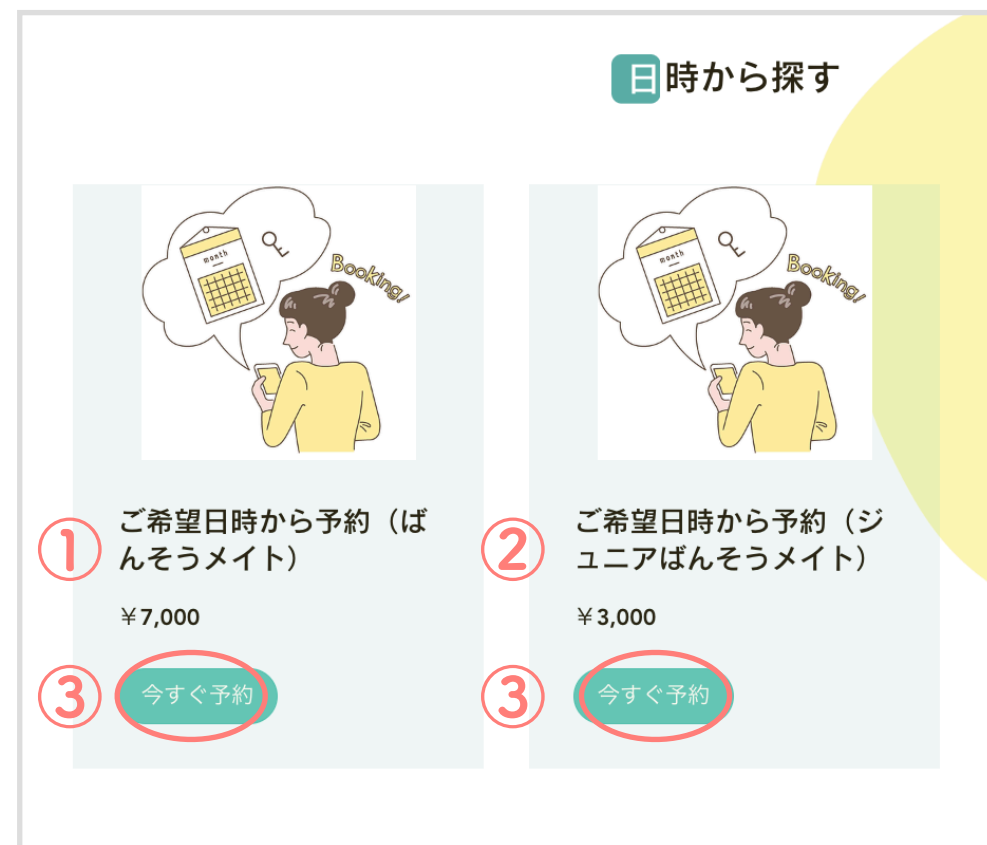 日時から探す
month
Booking!
month
Booking!
①
ご希望日時から予約（ば
んそうメイト）
￥7,000
③
今すぐ予約
②
ご希望日時から予約（ジ
ュニアばんそうメイト）
￥3,000
③
今すぐ予約